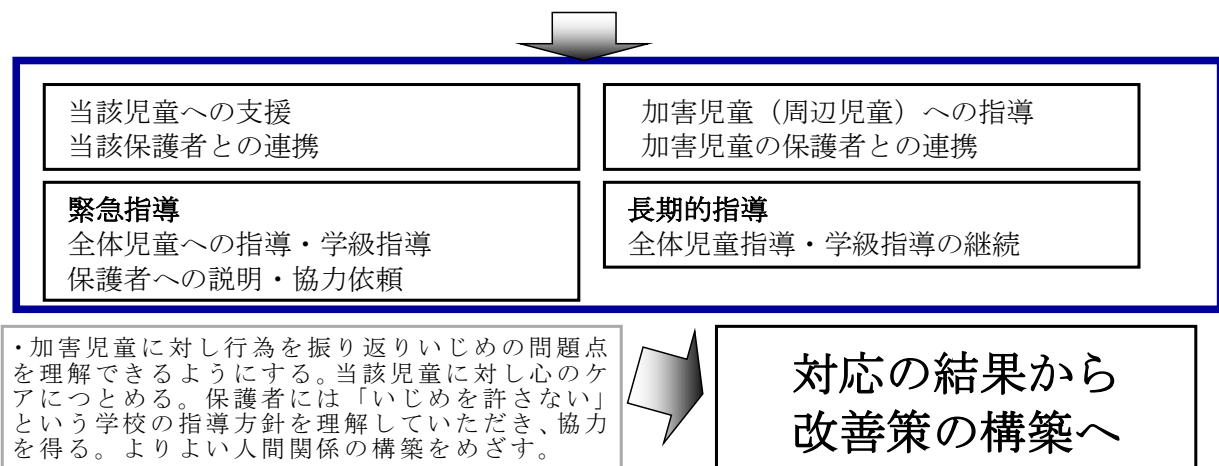 当該児童への支援
当該保護者との連携
加害児童（周辺児童）への指導
加害児童の保護者との連携
緊急指導
全体児童への指導・学級指導
保護者への説明・協力依頼
長期的指導
全体児童指導・学級指導の継続
・加害児童に対し行為を振り返りいじめの問題点
を理解できるようにする。当該児童に対し心のケ
アにつとめる。保護者には「いじめを許さない」
という学校の指導方針を理解していただき、協力
を得る。よりよい人間関係の構築をめざす。
対応の結果から
改善策の構築へ